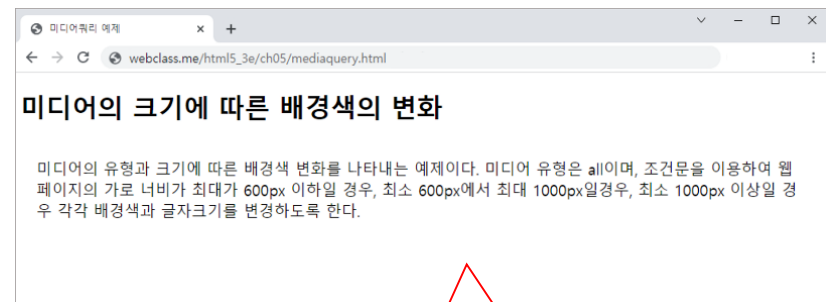 미디어쿼리 예제
webclass.me/html5_3e/ch05/mediaquery.html
미디어의 크기에 따른 배경색의 변화
미디어의 유형과 크기에 따른 배경색 변화를 나타내는 예제이다. 미디어 유형은 all이며, 조건문을 이용하여 웹
페이지의 가로 너비가 최대가 600px 이하일 경우, 최소 600px에서 최대 1000px일경우, 최소 1000px 이상일 경
우 각각 배경색과 글자크기를 변경하도록 한다.